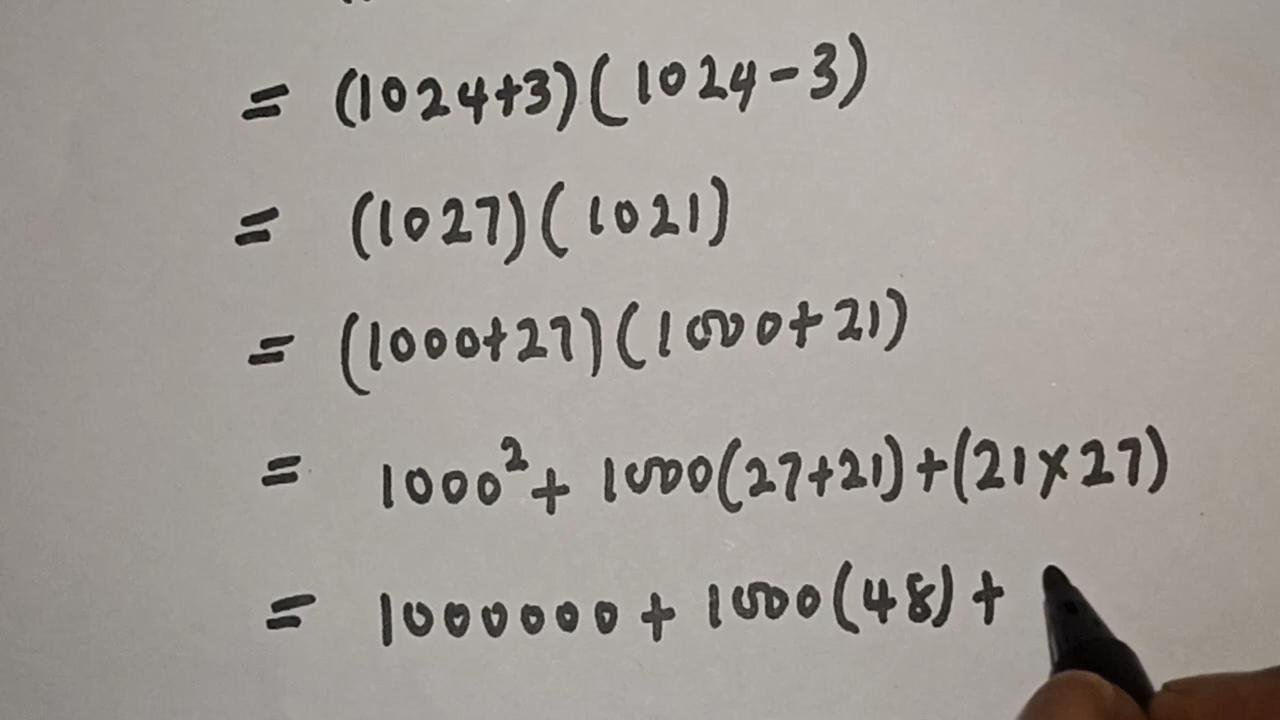 = (1024+3)(1024-3)
= (1027)(1021)
= (1000+27)(1000+21)
= 1000² + 1000(27+21)+(21×27)
= 1000000 + 1000(48) +